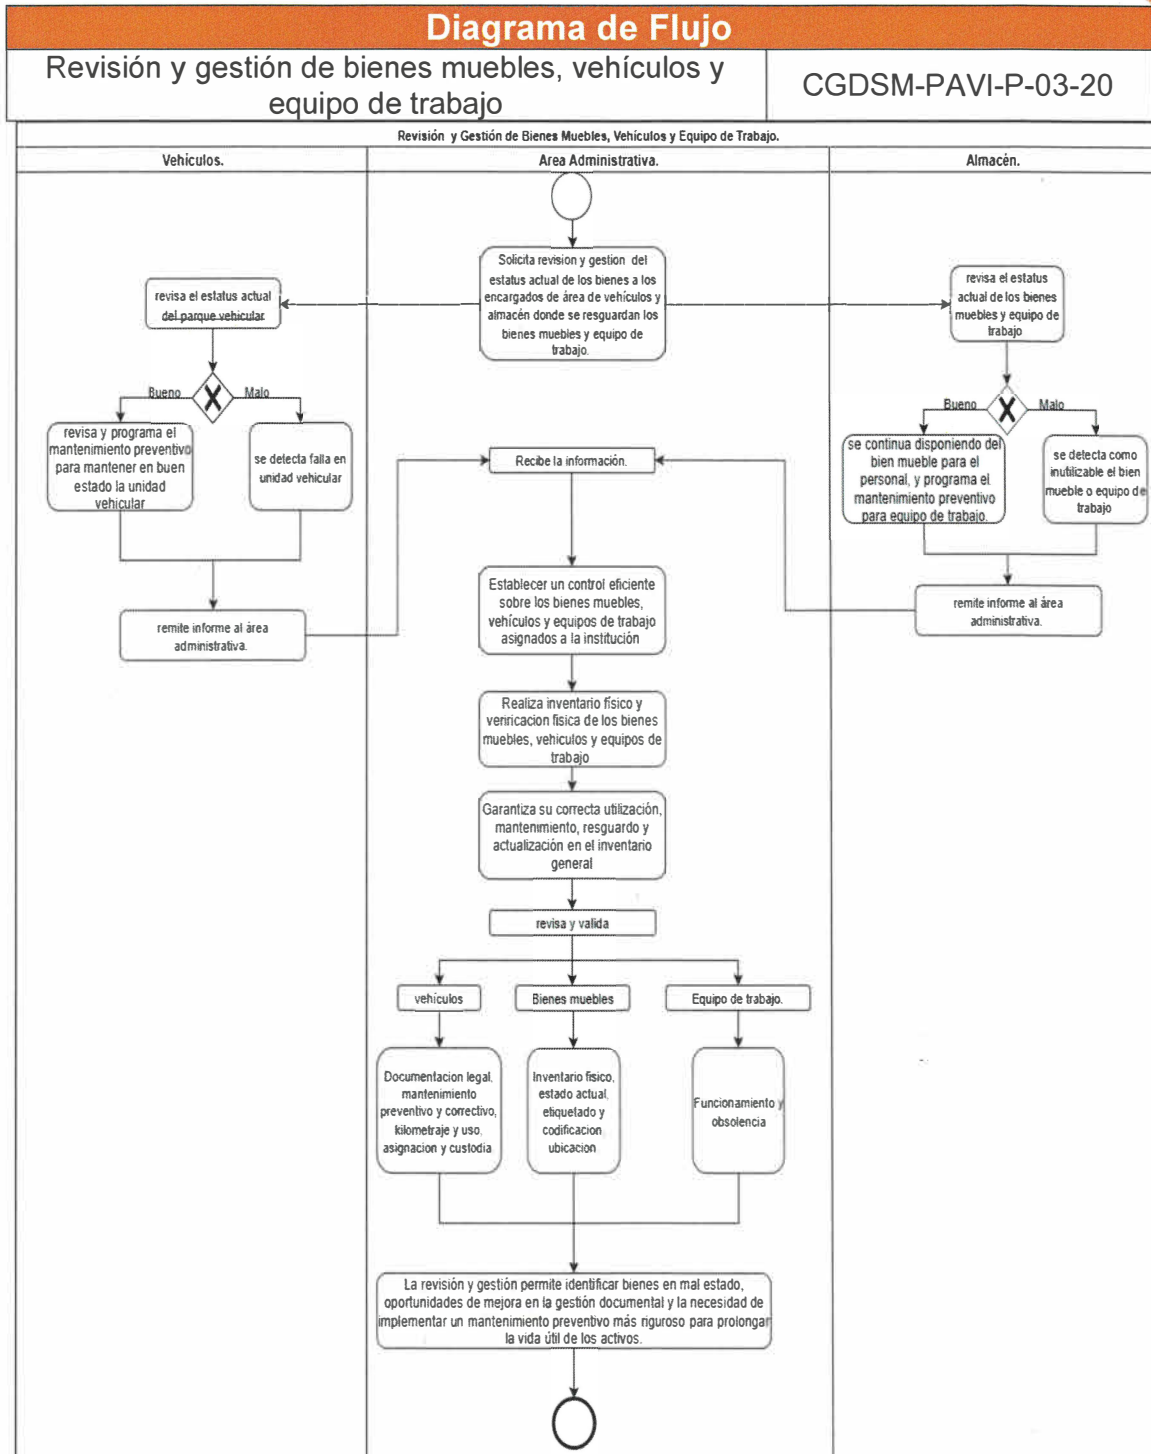 Diagrama de Flujo
Revisión y gestión de bienes muebles, vehículos y
equipo de trabajo
CGDSM-PAVI-P-03-20
Revisión y Gestión de Bienes Muebles, Vehículos y Equipo de Trabajo.
Vehículos.
Area Administrativa.
Almacén.
Solicita revision y gestion del
estatus actual de los bienes a los
encargados de área de vehículos y
almacén donde se resguardan los
bienes muebles y equipo de
trabajo.
revisa el estatus actual
del parque vehicular
revisa el estatus
actual de los bienes
muebles y equipo de
trabajo
Bueno
Malo
Bueno
Malo
revisa y programa el
mantenimiento preventivo
para mantener en buen
estado la unidad
vehicular
se detecta falla en
unidad vehicular
Recibe la información.
se continua disponiendo del
bien mueble para el
personal, y programa el
mantenimiento preventivo
para equipo de trabajo.
se detecta como
inutilizable el bien
mueble o equipo de
trabajo
remite informe al área
administrativa.
Establecer un control eficiente
sobre los bienes muebles,
vehículos y equipos de trabajo
asignados a la institución
remite informe al área
administrativa.
Realiza inventario físico y
verificacion fisica de los bienes
muebles, vehiculos y equipos de
trabajo
Garantiza su correcta utilización,
mantenimiento, resguardo y
actualización en el inventario
general
revisa y valida
vehículos
Bienes muebles
Equipo de trabajo.
Documentacion legal,
mantenimiento
preventivo y correctivo,
kilometraje y uso,
asignacion y custodia
Inventario fisico,
estado actual,
etiquetado y
codificacion,
ubicacion
Funcionamiento y
obsolencia
La revisión y gestión permite identificar bienes en mal estado,
oportunidades de mejora en la gestión documental y la necesidad de
implementar un mantenimiento preventivo más riguroso para prolongar
la vida útil de los activos.